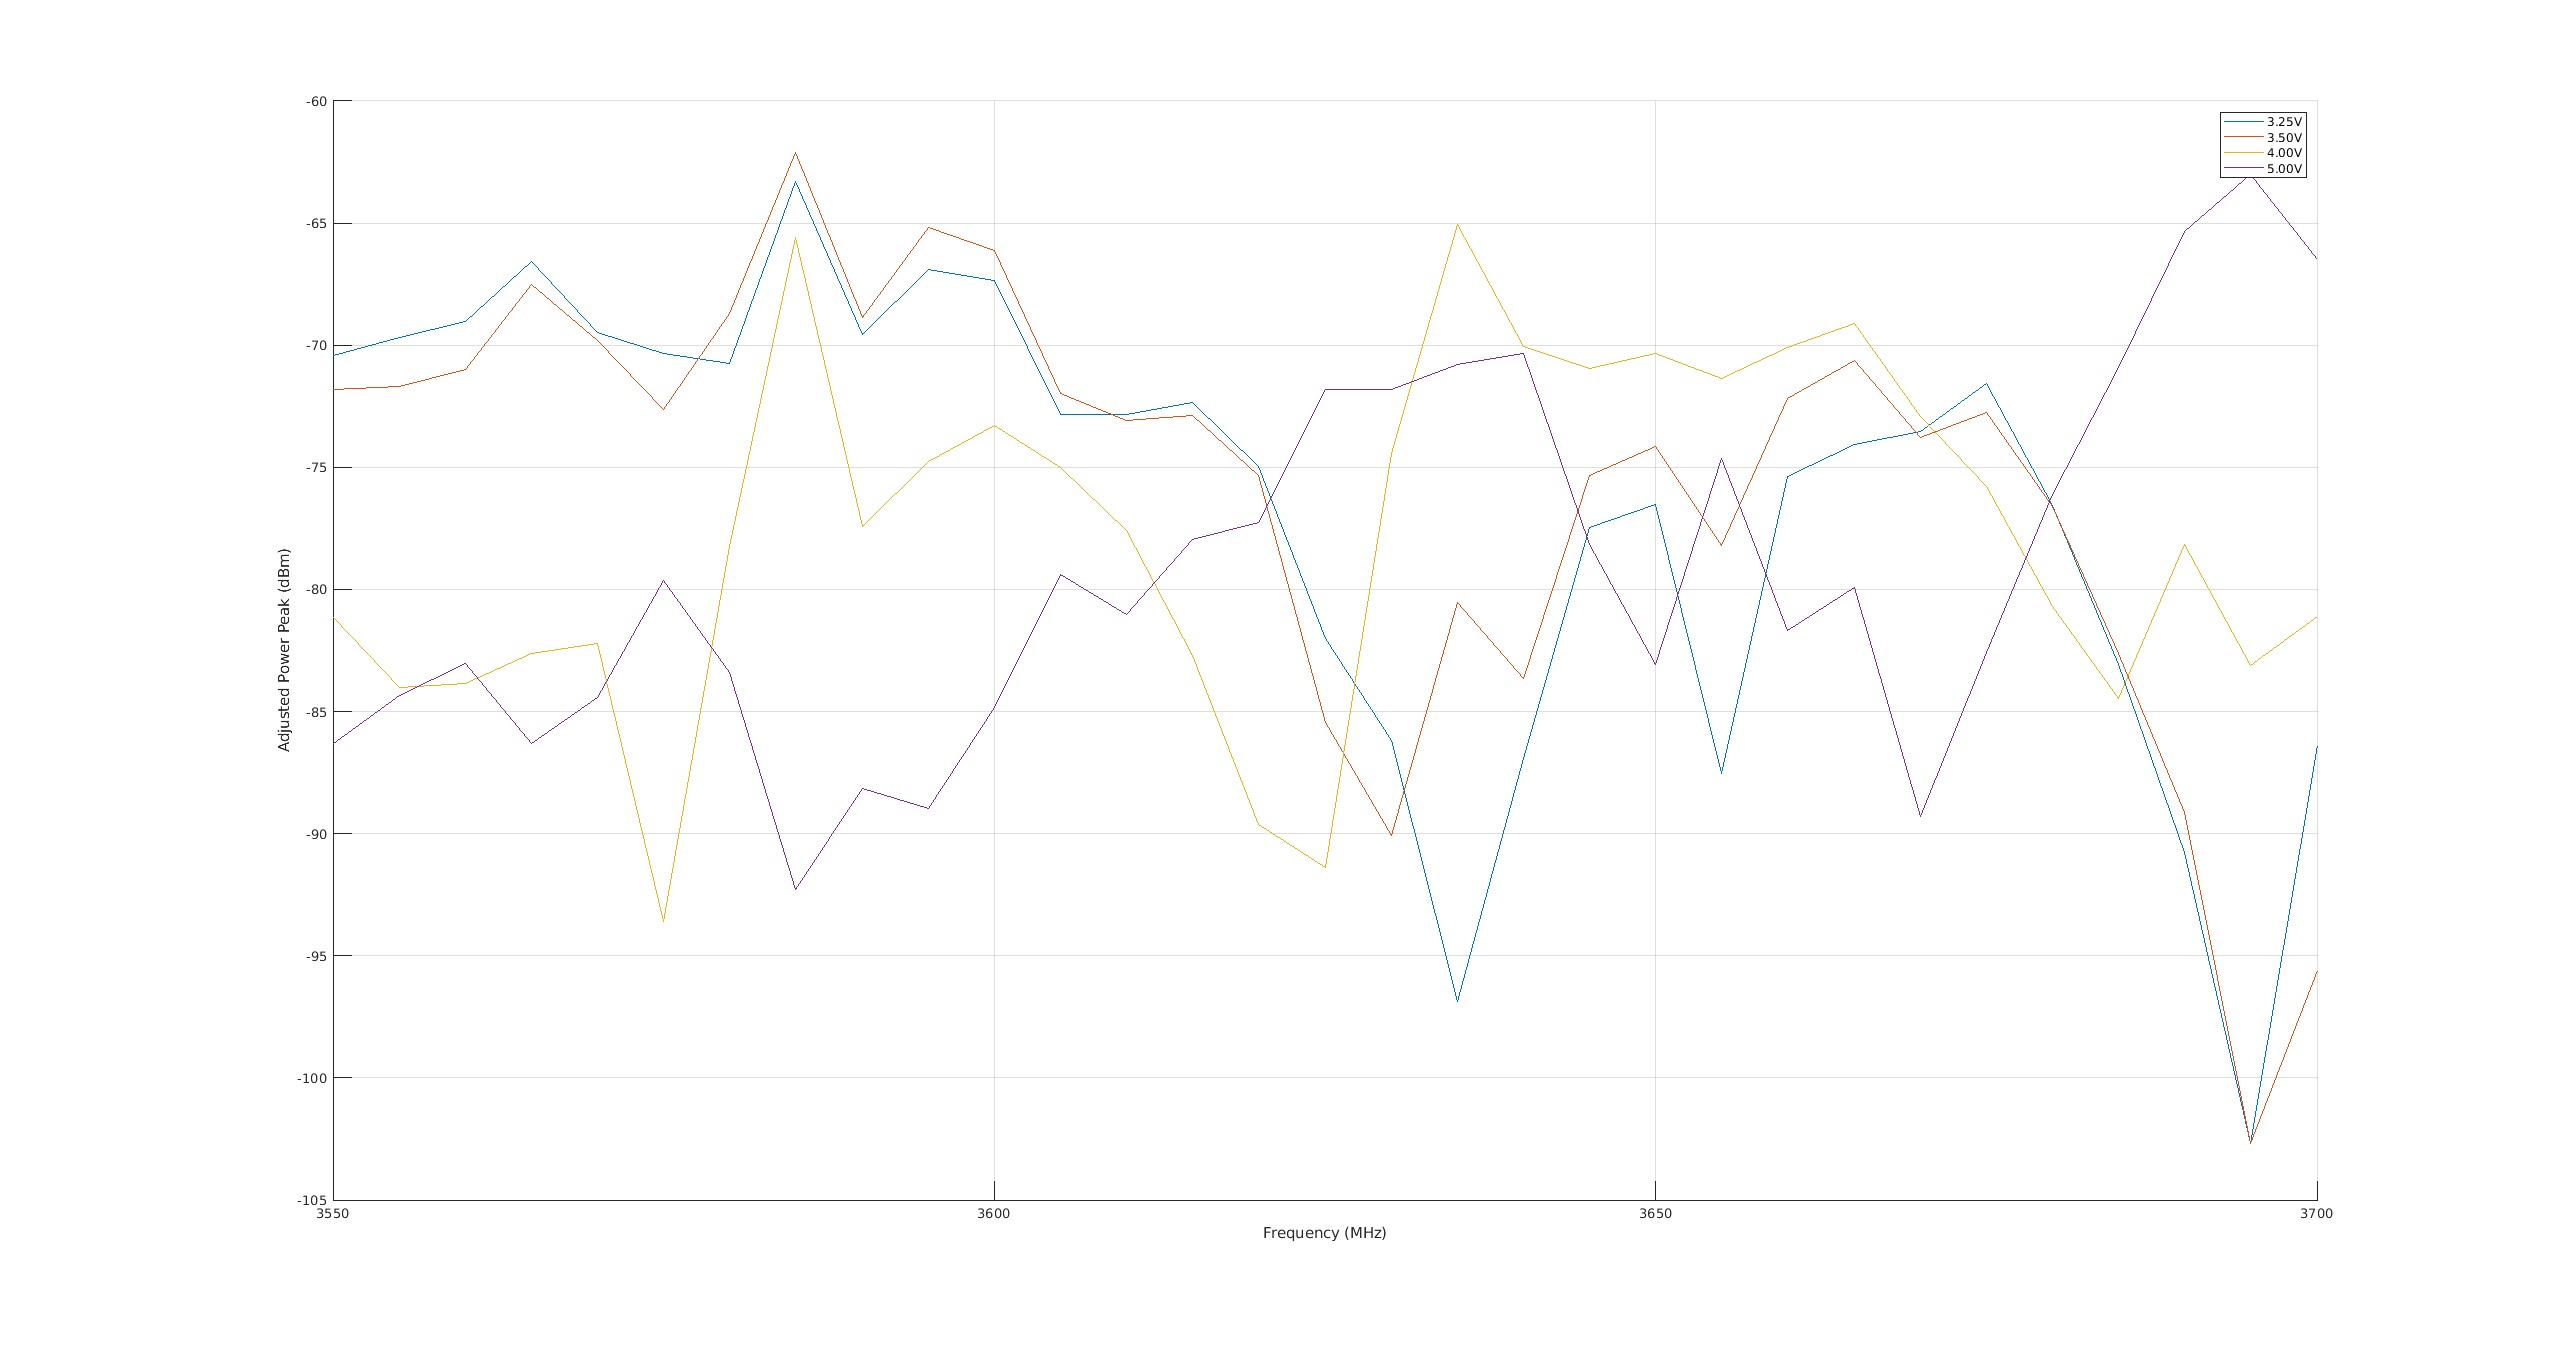 -60
-65
-70
-75
-80
-85
-90
-95
-100
-105
Adjusted Power Peak (dBm)
3.25V
3.50V
4.00V
5.00V
3550
3600
3650
3700
Frequency (MHz)